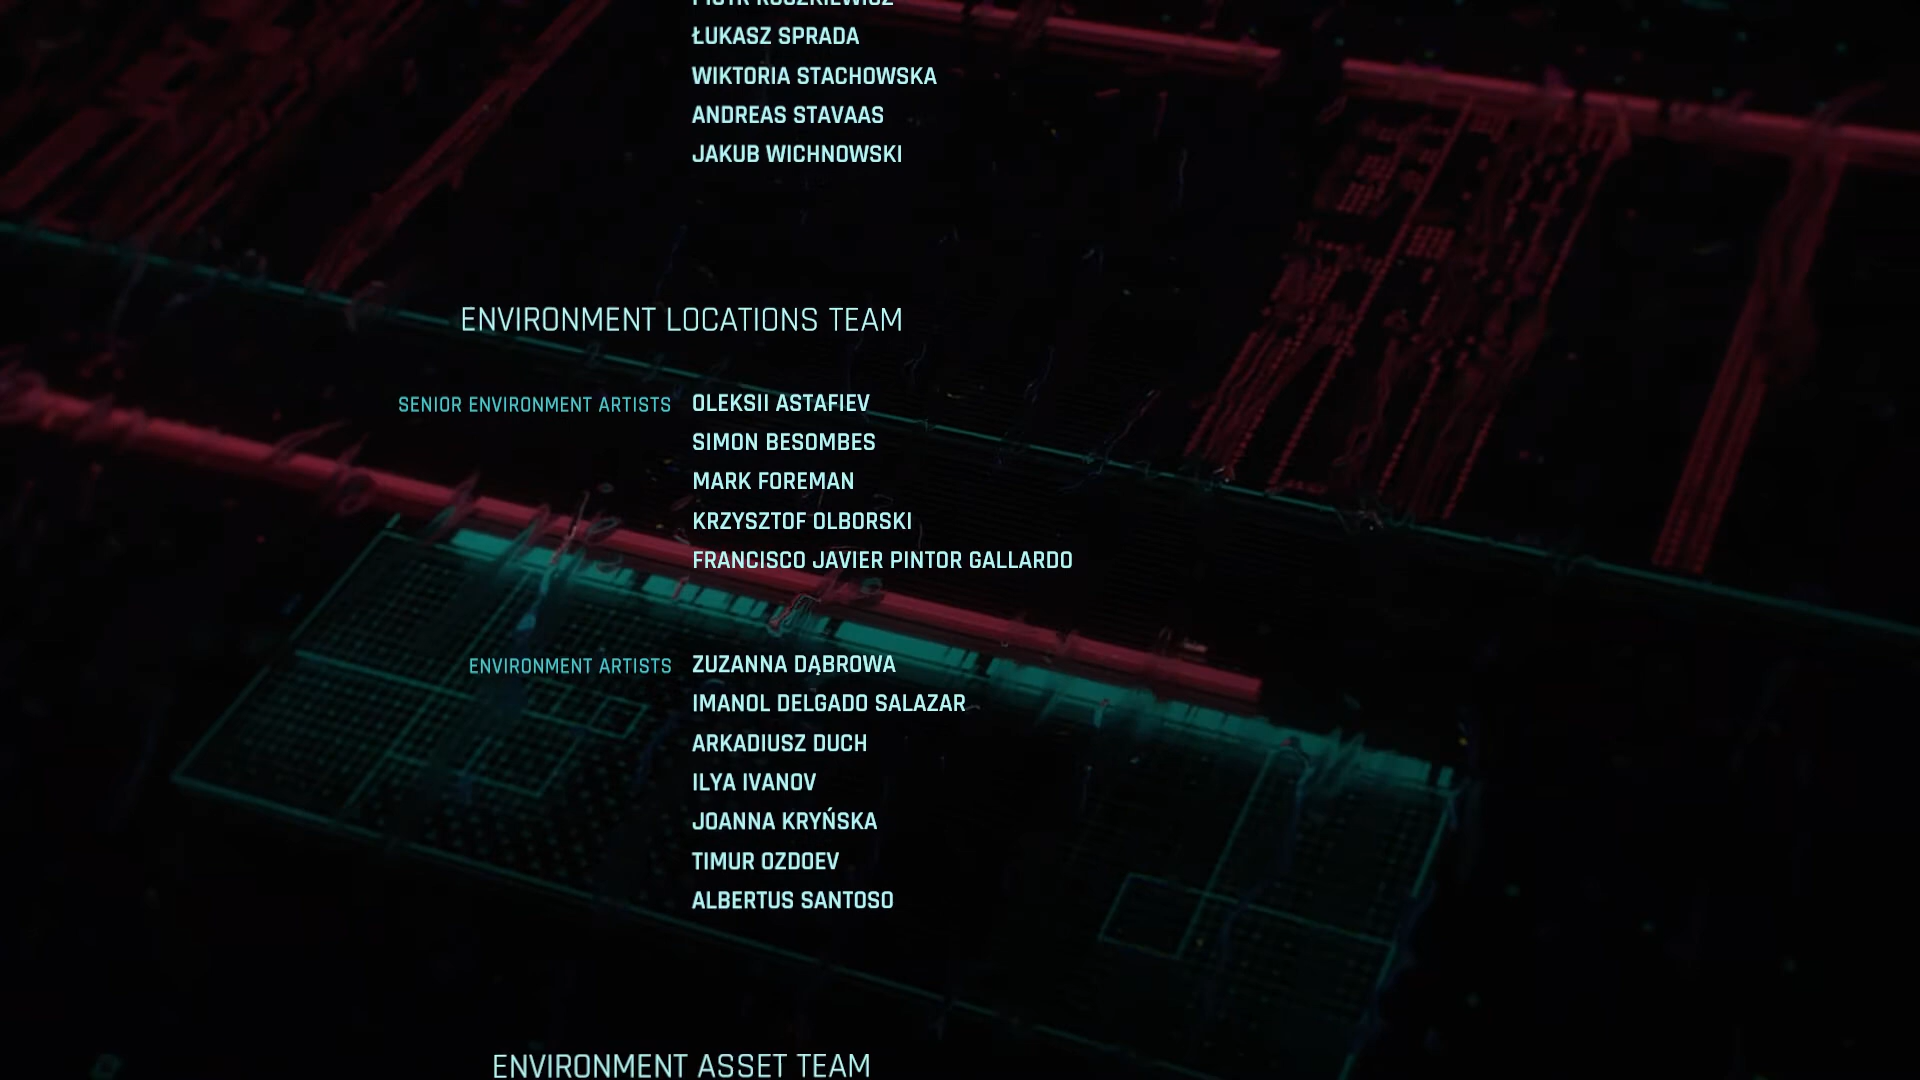 ŁUKASZ SPRADA
WIKTORIA STACHOWSKA
ANDREAS STAVAAS
JAKUB WICHNOWSKI
ENVIRONMENT LOCATIONS TEAM
SENIOR ENVIRONMENT ARTISTS OLEKSII ASTAFIEV
SIMON BESOMBES
MARK FOREMAN
KRZYSZTOF OLBORSKI
FRANCISCO JAVIER PINTOR GALLARDO
ENVIRONMENT ARTISTS ZUZANNA DĄBROWA
IMANOL DELGADO SALAZAR
ARKADIUSZ DUCH
ILYA IVANOV
JOANNA KRYŃSKA
TIMUR OZDOEV
ALBERTUS SANTOSO
ENVIRONMENT ASSET TEAM